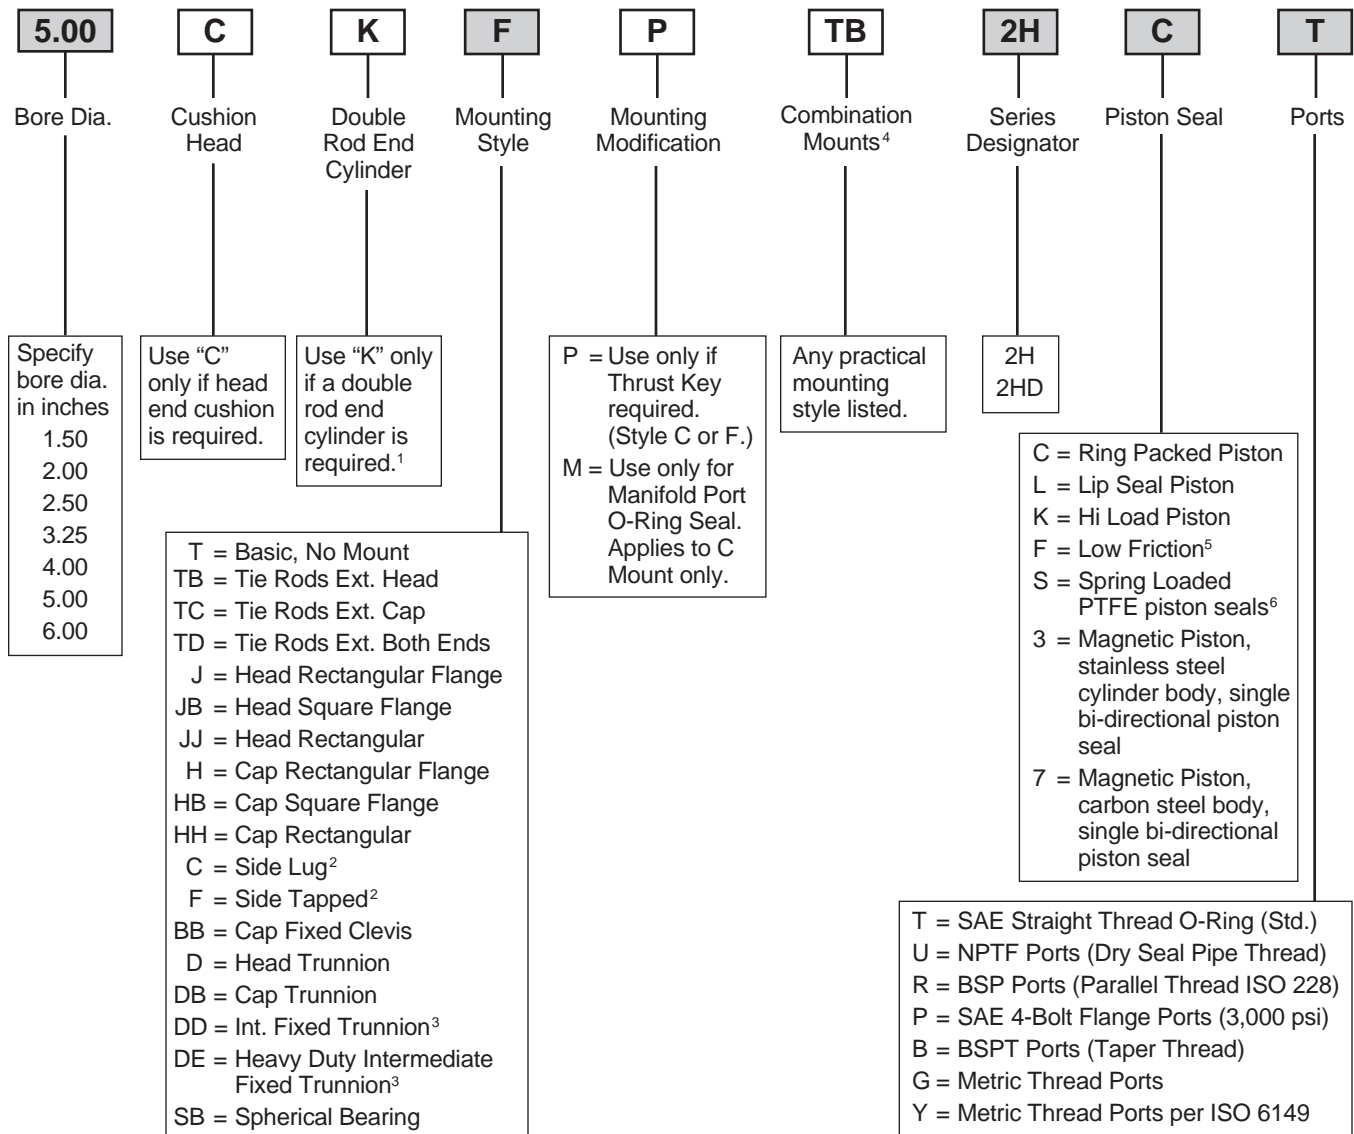 5.00 C K F P TB 2H C T
Bore Dia.
Cushion
Head
Double
Rod End
Cylinder
Mounting
Style
Mounting
Modification
Combination
Mounts⁴
Series
Designator
Piston Seal
Ports
Specify
bore dia.
in inches
1.50
2.00
2.50
3.25
4.00
5.00
6.00
Use “C”
only if head
end cushion
is required.
Use “K” only
if a double
rod end
cylinder is
required.¹
T = Basic, No Mount
TB = Tie Rods Ext. Head
TC = Tie Rods Ext. Cap
TD = Tie Rods Ext. Both Ends
J = Head Rectangular Flange
JB = Head Square Flange
JJ = Head Rectangular
H = Cap Rectangular Flange
HB = Cap Square Flange
HH = Cap Rectangular
C = Side Lug²
F = Side Tapped²
BB = Cap Fixed Clevis
D = Head Trunnion
DB = Cap Trunnion
DD = Int. Fixed Trunnion³
DE = Heavy Duty Intermediate
Fixed Trunnion³
SB = Spherical Bearing
P = Use only if
Thrust Key
required.
(Style C or F.)
M = Use only for
Manifold Port
O-Ring Seal.
Applies to C
Mount only.
Any practical
mounting
style listed.
2H
2HD
C = Ring Packed Piston
L = Lip Seal Piston
K = Hi Load Piston
F = Low Friction⁵
S = Spring Loaded
PTFE piston seals⁶
3 = Magnetic Piston,
stainless steel
cylinder body, single
bi-directional piston
seal
7 = Magnetic Piston,
carbon steel body,
single bi-directional
piston seal
T = SAE Straight Thread O-Ring (Std.)
U = NPTF Ports (Dry Seal Pipe Thread)
R = BSP Ports (Parallel Thread ISO 228)
P = SAE 4-Bolt Flange Ports (3,000 psi)
B = BSPT Ports (Taper Thread)
G = Metric Thread Ports
Y = Metric Thread Ports per ISO 6149